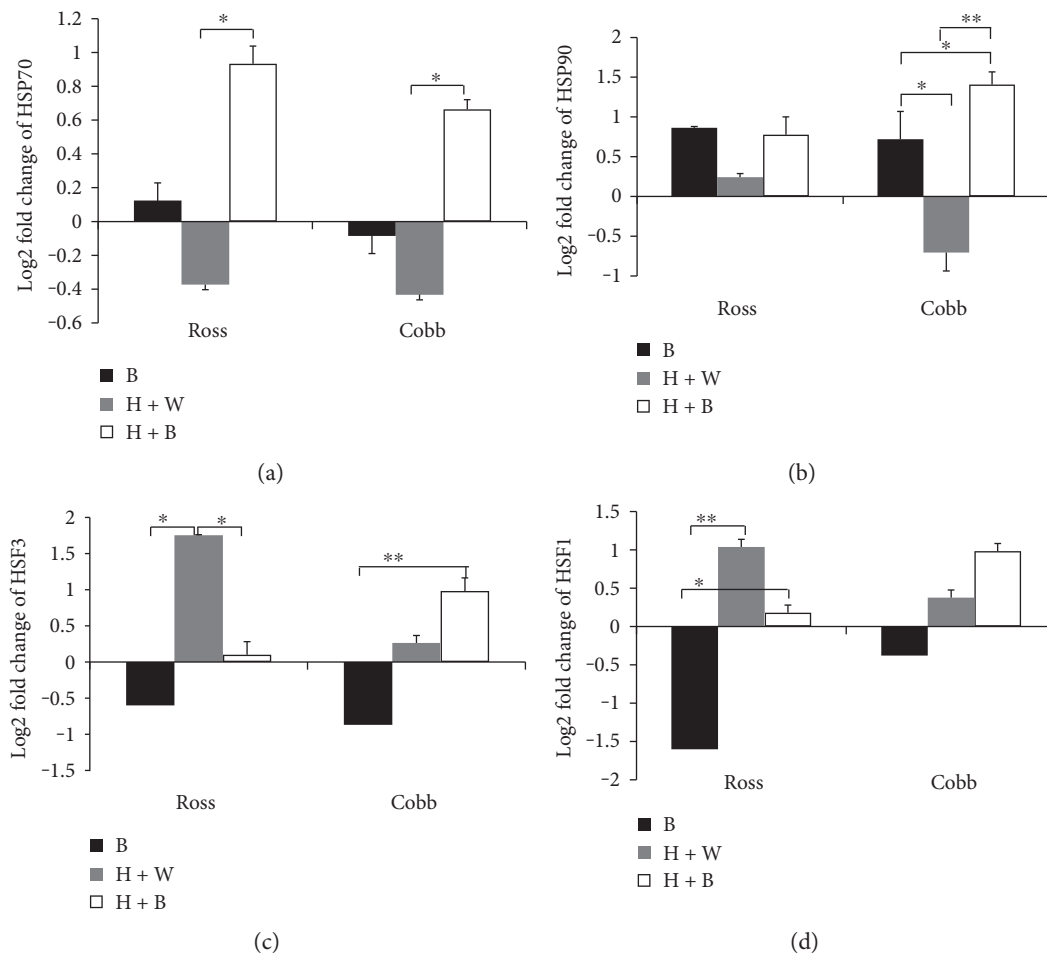 Log2 fold change of HSP70
1.2
1
0.8
0.6
0.4
0.2
0
-0.2
-0.4
-0.6
*
*
Ross
Cobb
B
H + W
H + B
(a)
Log2 fold change of HSP90
2
1.5
1
0.5
0
-0.5
-1
**
*
*
Ross
Cobb
B
H + W
H + B
(b)
Log2 fold change of HSF3
2
1.5
1
0.5
0
-0.5
-1
-1.5
*
*
**
Ross
Cobb
B
H + W
H + B
(c)
Log2 fold change of HSF1
1.5
1
0.5
0
-0.5
-1
-1.5
-2
**
*
Ross
Cobb
B
H + W
H + B
(d)